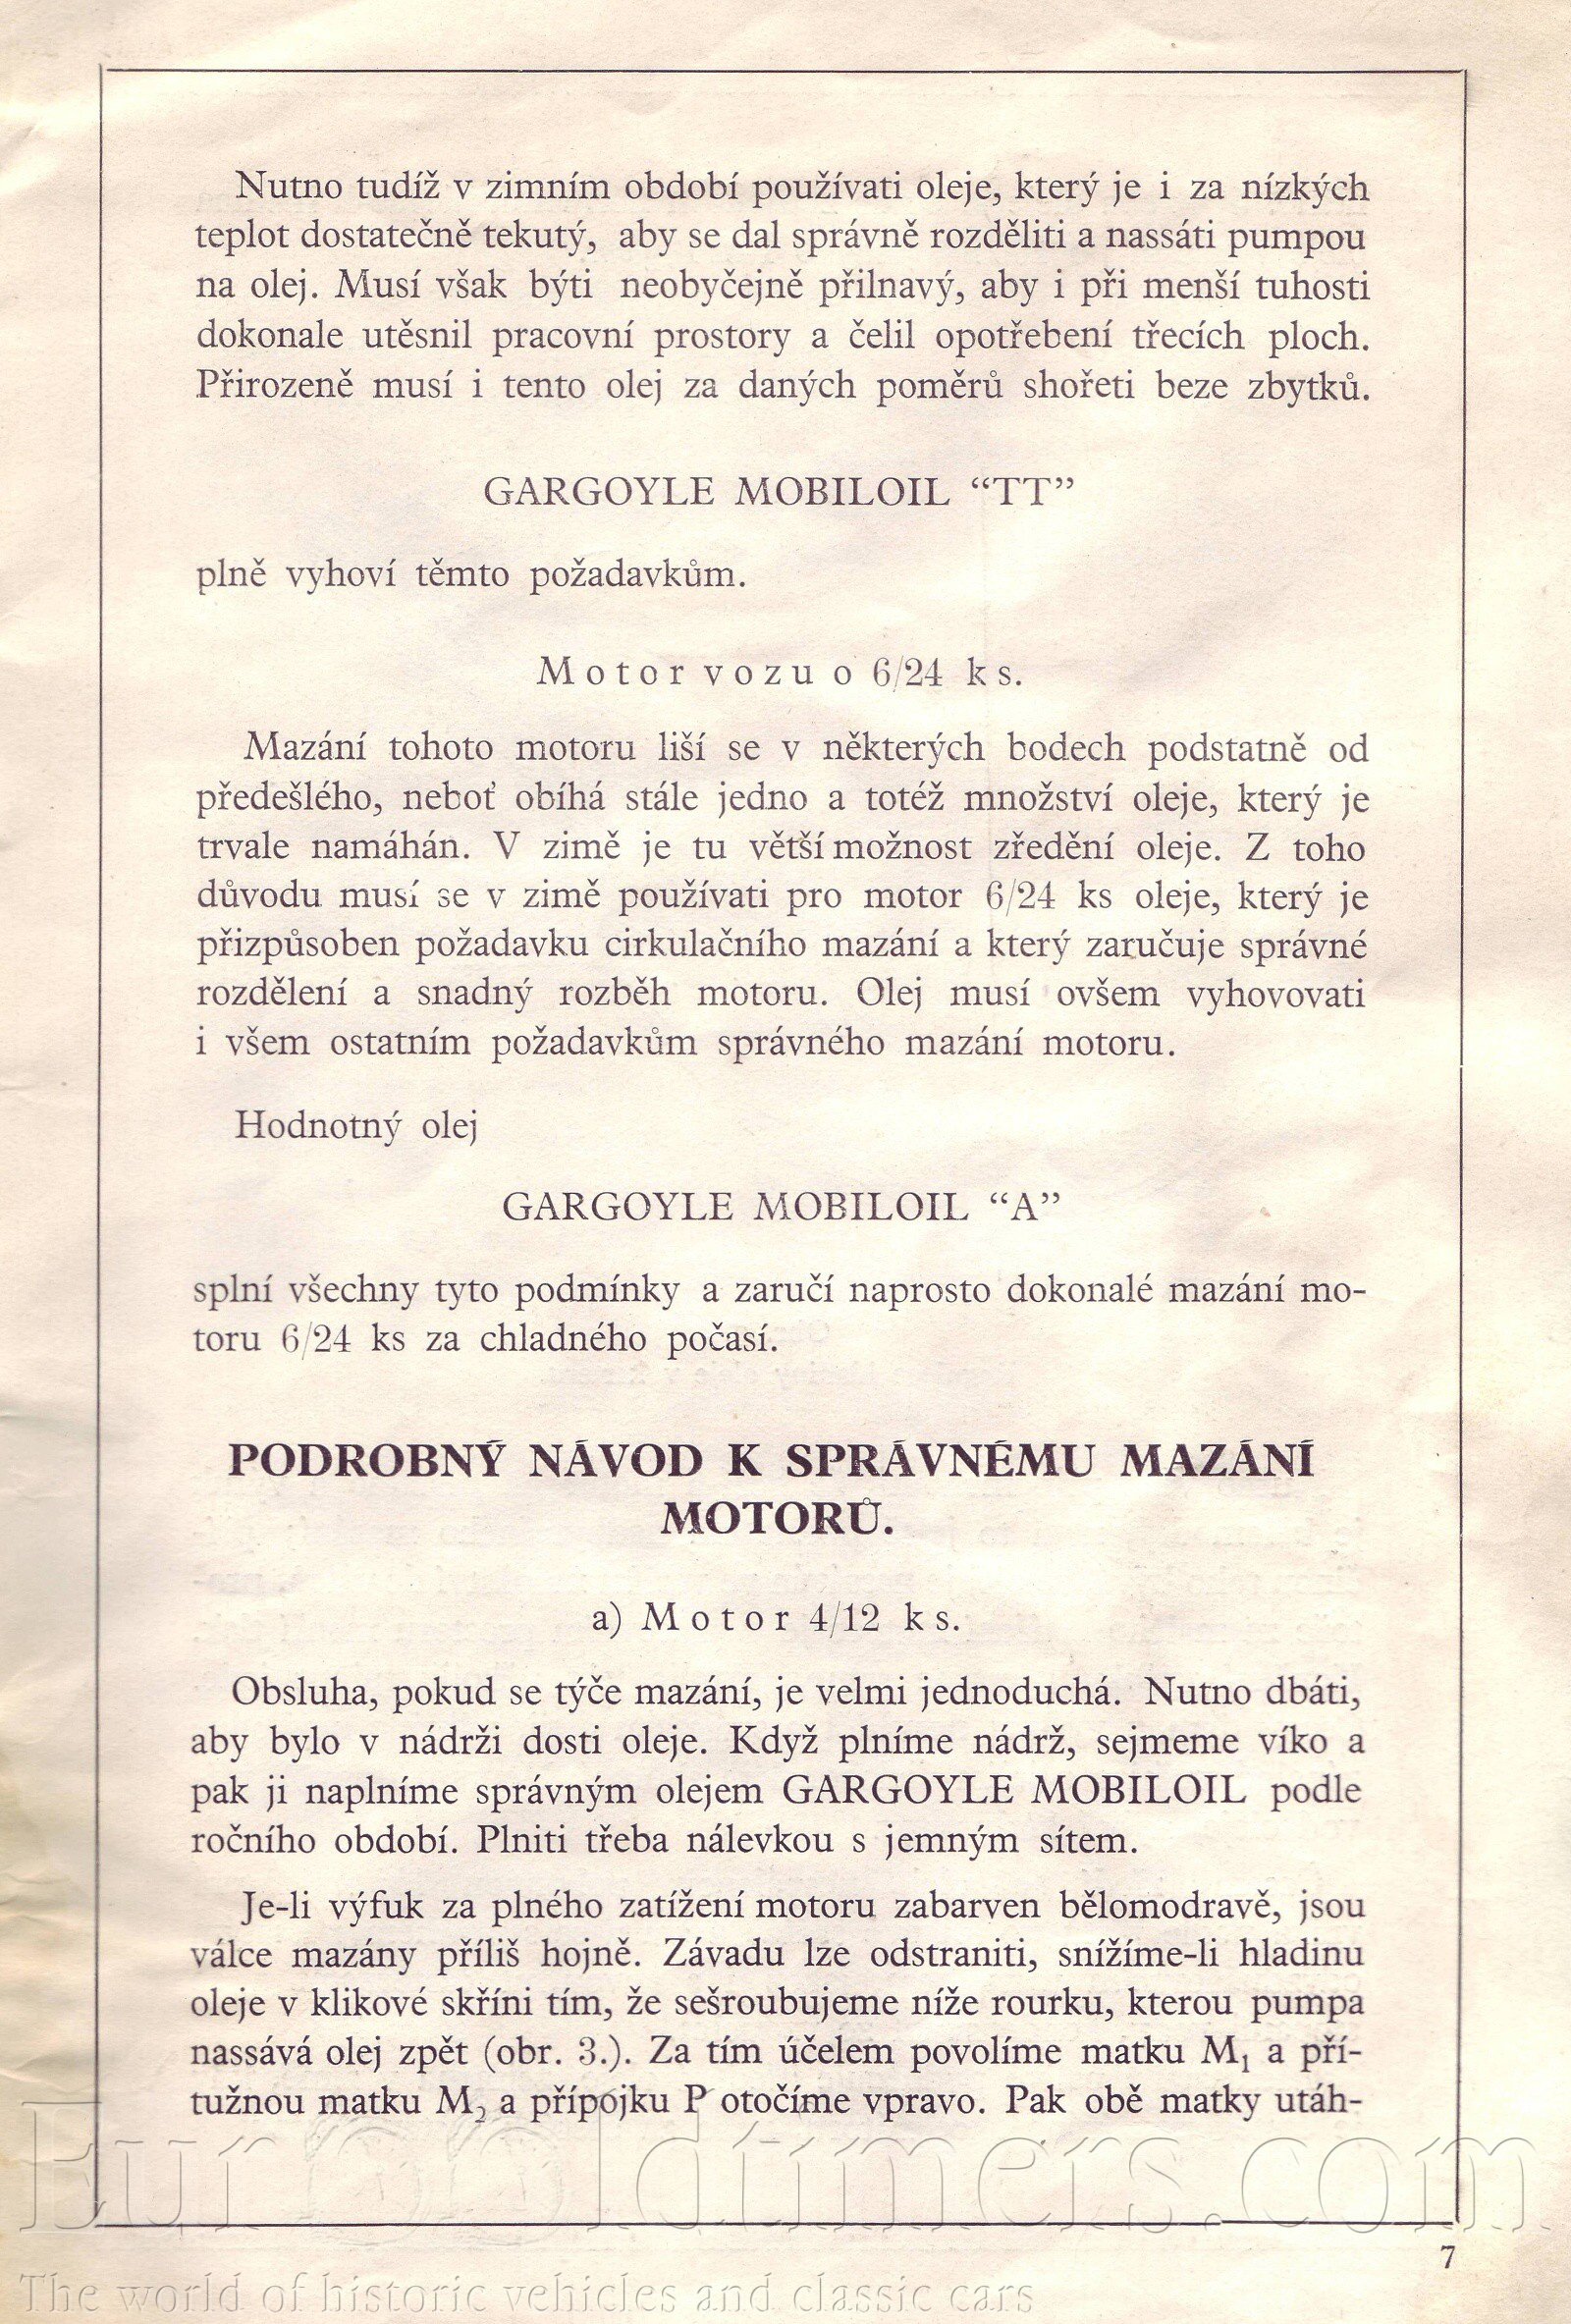 Nutno tudíž v zimním období používati oleje, který je i za nízkých
teplot dostatečně tekutý, aby se dal správně rozděliti a nassáti pumpou
na olej. Musí však býti neobyčejně přilnavý, aby i při menší tuhosti
dokonale utěsnil pracovní prostory a čelil opotřebení třecích ploch.
Přirozeně musí i tento olej za daných poměrů shořeti beze zbytků.
GARGOYLE MOBILOIL “TT”
plně vyhoví těmto požadavkům.
Motor vozu o 6/24 ks.
Mazání tohoto motoru liší se v některých bodech podstatně od
předešlého, neboť obíhá stále jedno a totéž množství oleje, který je
trvale namáhán. V zimě je tu větší možnost zředění oleje. Z toho
důvodu musí se v zimě používati pro motor 6/24 ks oleje, který je
přizpůsoben požadavku cirkulačního mazání a který zaručuje správné
rozdělení a snadný rozběh motoru. Olej musí ovšem vyhovovati
i všem ostatním požadavkům správného mazání motoru.
Hodnotný olej
GARGOYLE MOBILOIL “A”
splní všechny tyto podmínky a zaručí naprosto dokonalé mazání mo-
toru 6/24 ks za chladného počasí.
PODROBNÝ NÁVOD K SPRÁVNÉMU MAZÁNÍ
MOTORŮ.
a) Motor 4/12 ks.
Obsluha, pokud se týče mazání, je velmi jednoduchá. Nutno dbáti,
aby bylo v nádrži dosti oleje. Když plníme nádrž, sejmeme víko a
pak ji naplníme správným olejem GARGOYLE MOBILOIL podle
ročního období. Plniti třeba nálevkou s jemným sítem.
Je-li výfuk za plného zatížení motoru zabarven bělomodravě, jsou
válce mazány příliš hojně. Závadu lze odstraniti, snížíme-li hladinu
oleje v klikové skříni tím, že sešroubujeme níže rourku, kterou pumpa
nassává olej zpět (obr. 3.). Za tím účelem povolíme matku M₁ a pří-
tužnou matku M₂ a přípojku P otočíme vpravo. Pak obě matky utáh-
Eurooldtimers.com
7
The world of historic vehicles and classic cars